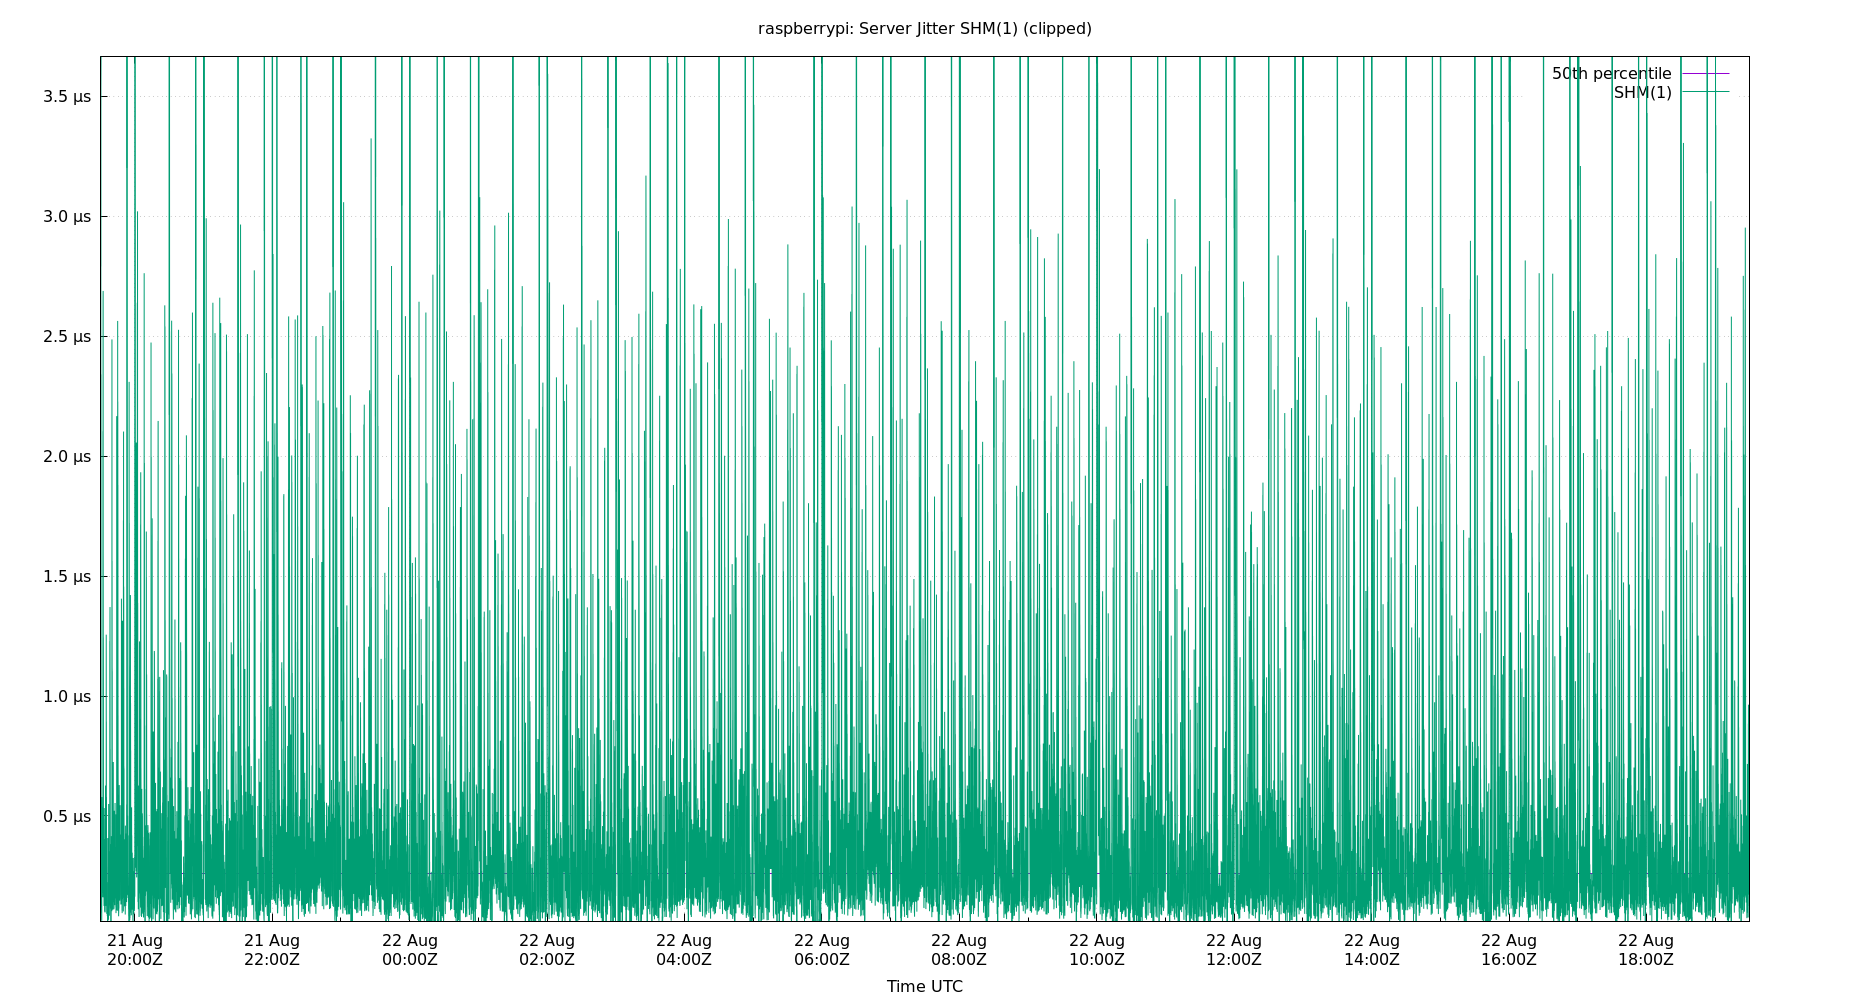 raspberrypi: Server Jitter SHM(1) (clipped)
50th percentile
SHM(1)
3.5 µs
3.0 µs
2.5 µs
2.0 µs
1.5 µs
1.0 µs
0.5 µs
21 Aug 21 Aug 22 Aug 22 Aug 22 Aug 22 Aug 22 Aug 22 Aug 22 Aug 22 Aug 22 Aug 22 Aug
20:00Z 22:00Z 00:00Z 02:00Z 04:00Z 06:00Z 08:00Z 10:00Z 12:00Z 14:00Z 16:00Z 18:00Z
Time UTC